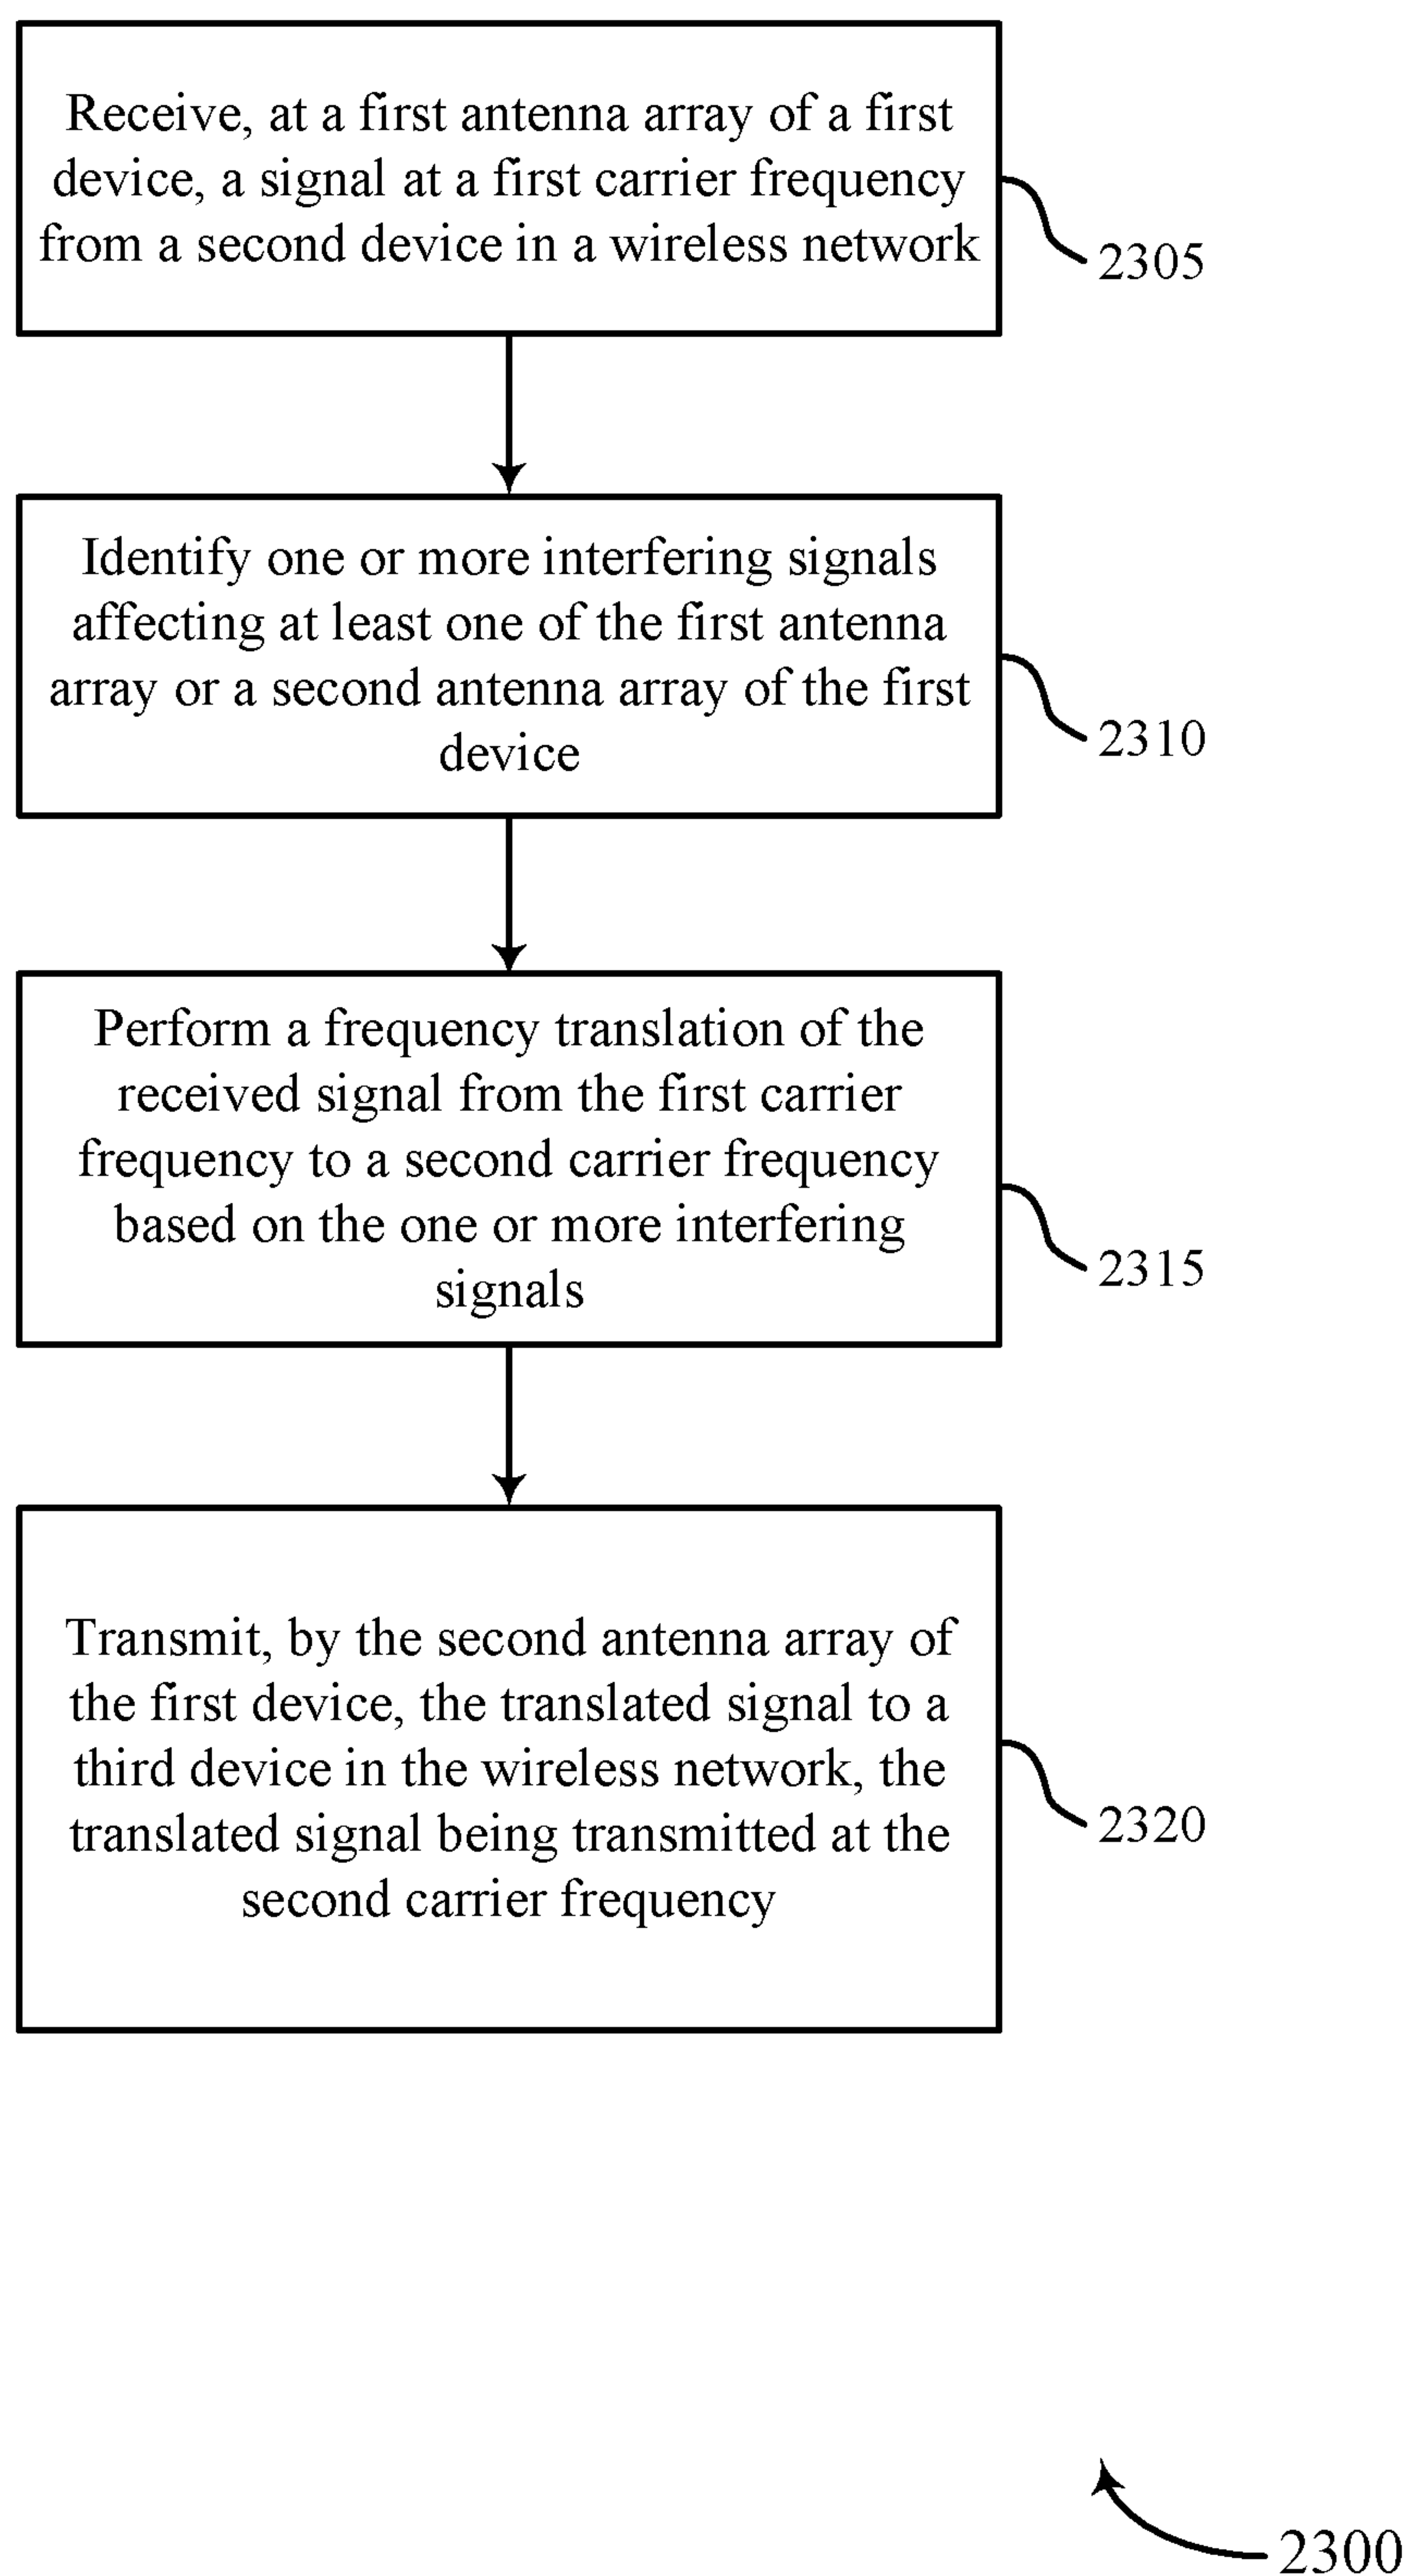 Receive, at a first antenna array of a first
device, a signal at a first carrier frequency
from a second device in a wireless network
2305
Identify one or more interfering signals
affecting at least one of the first antenna
array or a second antenna array of the first
device
2310
Perform a frequency translation of the
received signal from the first carrier
frequency to a second carrier frequency
based on the one or more interfering
signals
2315
Transmit, by the second antenna array of
the first device, the translated signal to a
third device in the wireless network, the
translated signal being transmitted at the
second carrier frequency
2320
2300